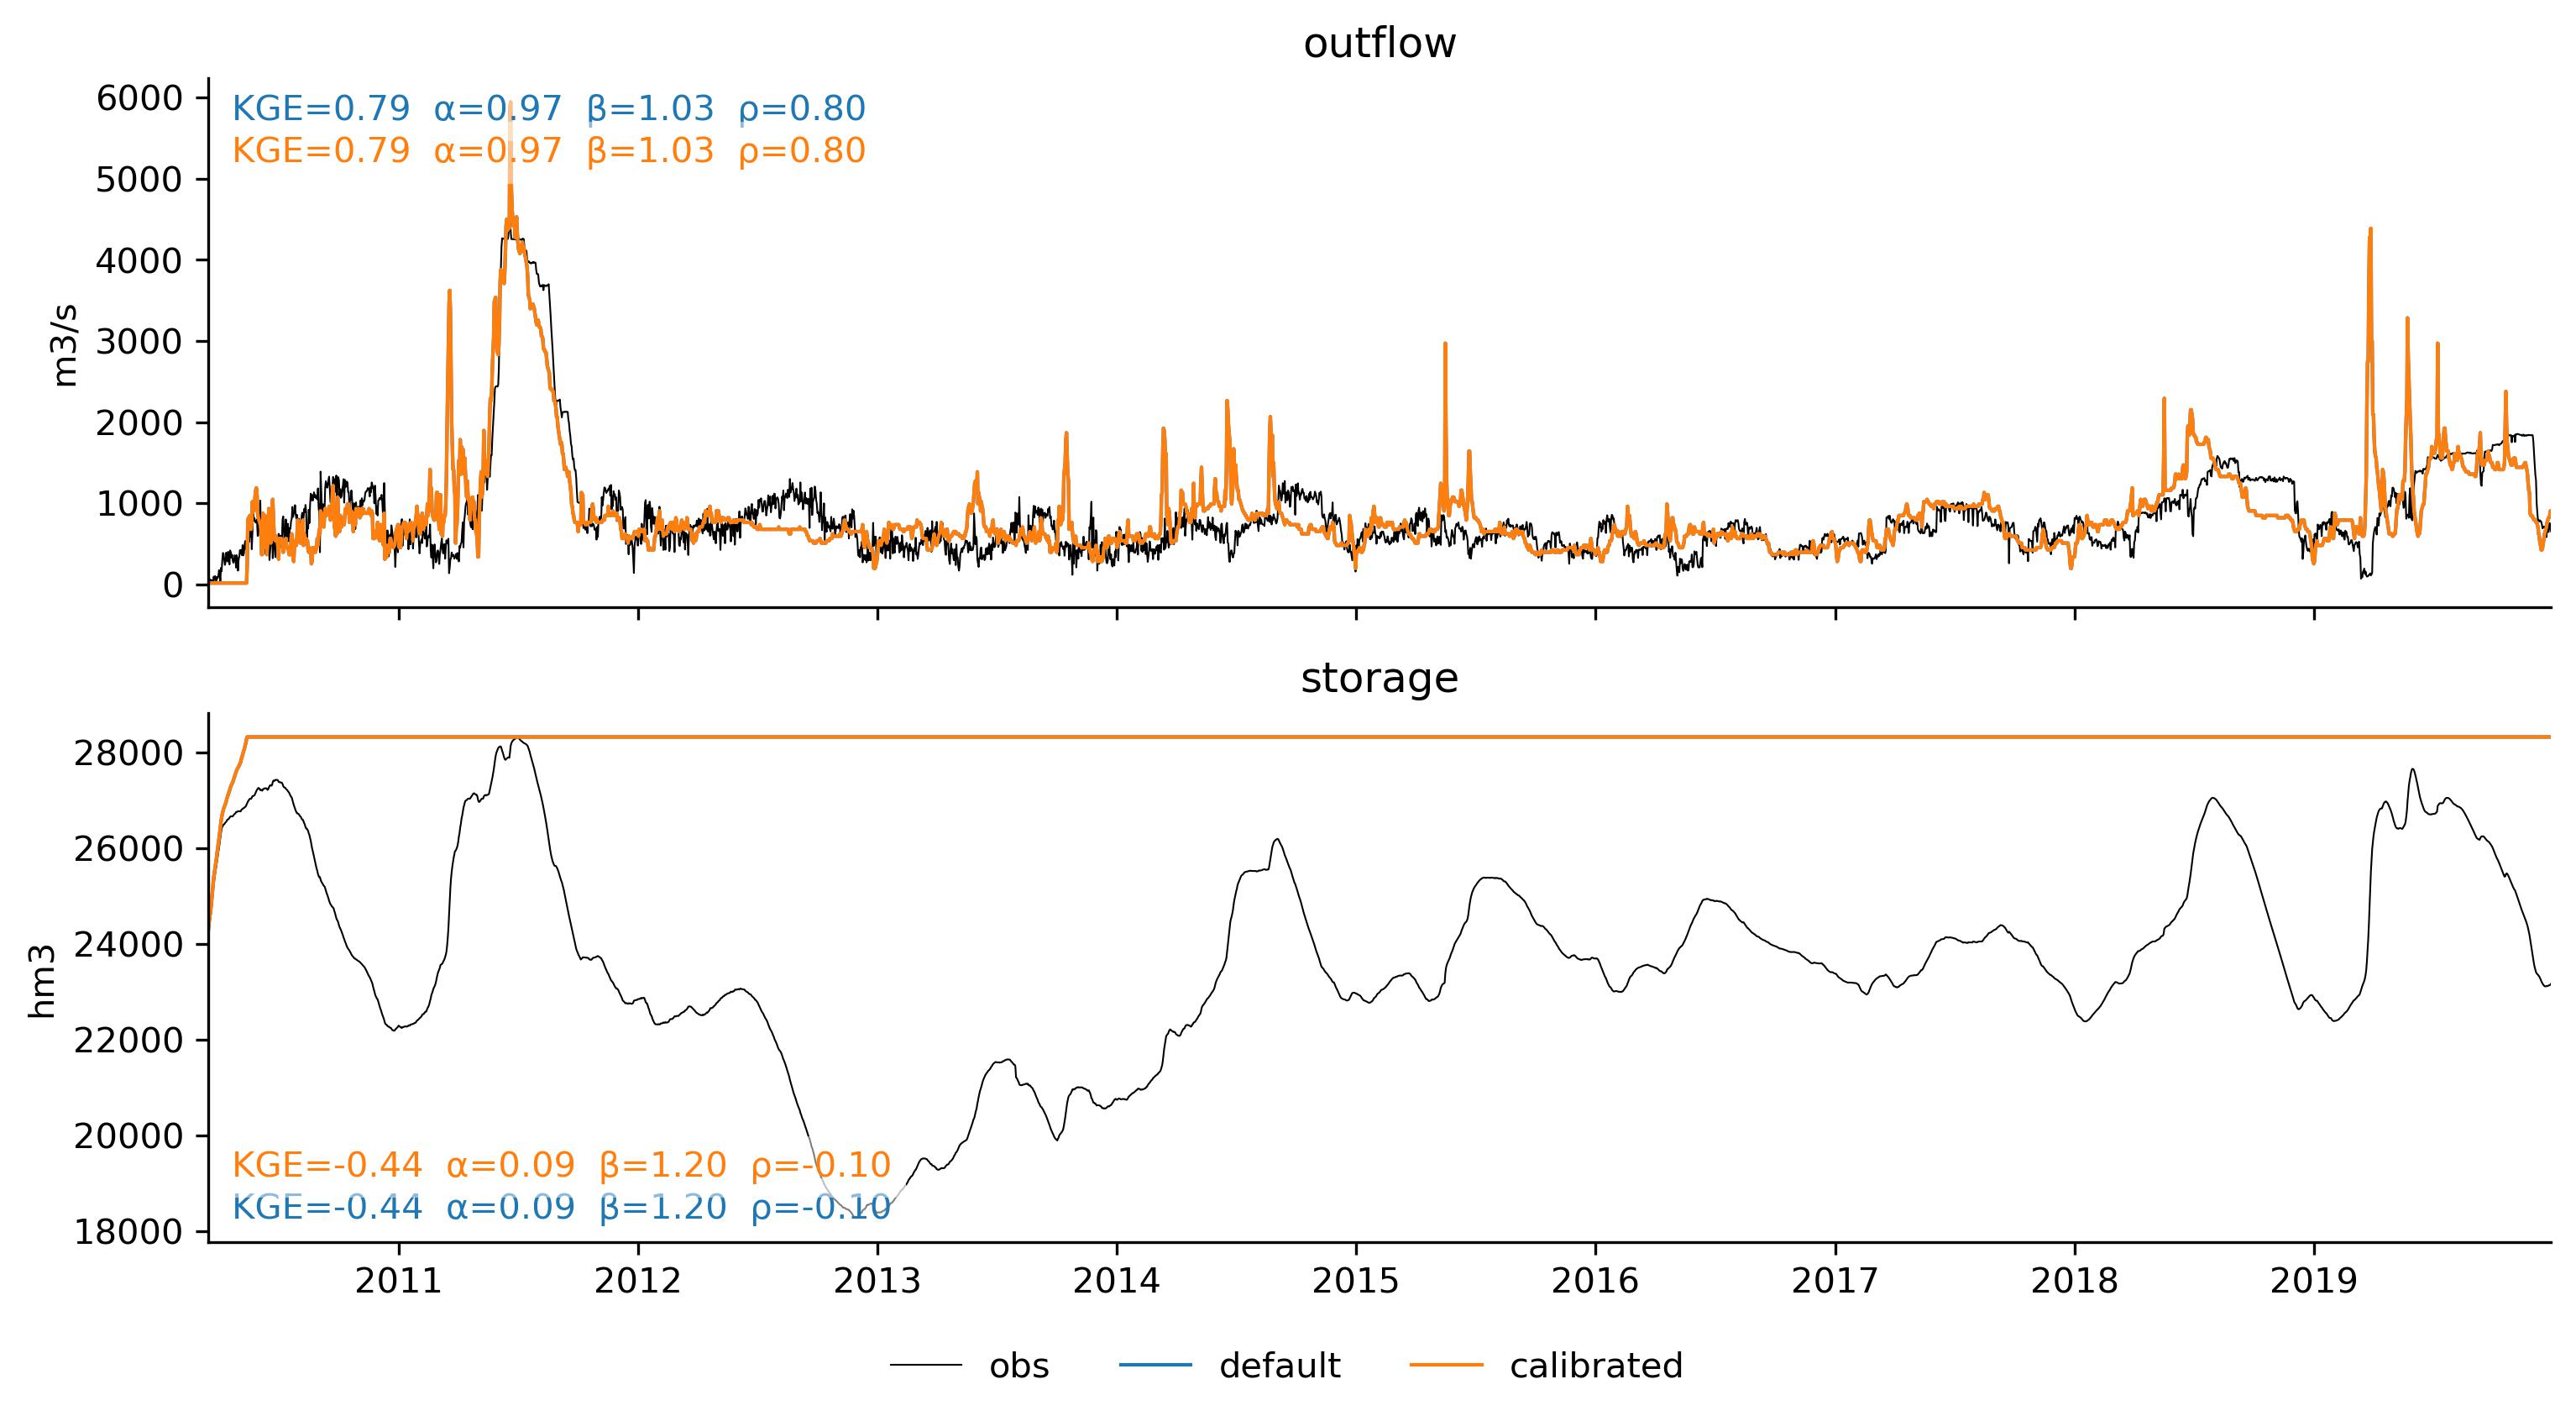 outflow
6000
5000
4000
3000
2000
1000
0
m3/s
KGE=0.79 α=0.97 β=1.03 ρ=0.80
KGE=0.79 α=0.97 β=1.03 ρ=0.80
storage
28000
26000
24000
22000
20000
18000
hm3
KGE=-0.44 α=0.09 β=1.20 ρ=-0.10
KGE=-0.44 α=0.09 β=1.20 ρ=-0.10
2011 2012 2013 2014 2015 2016 2017 2018 2019
obs default calibrated